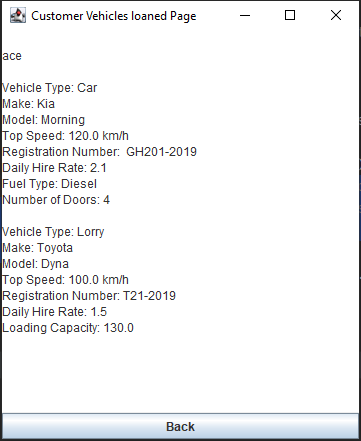 Customer Vehicles loaned Page
ace
Vehicle Type: Car
Make: Kia
Model: Morning
Top Speed: 120.0 km/h
Registration Number:  GH201-2019
Daily Hire Rate: 2.1
Fuel Type: Diesel
Number of Doors: 4
Vehicle Type: Lorry
Make: Toyota
Model: Dyna
Top Speed: 100.0 km/h
Registration Number: T21-2019
Daily Hire Rate: 1.5
Loading Capacity: 130.0
Back